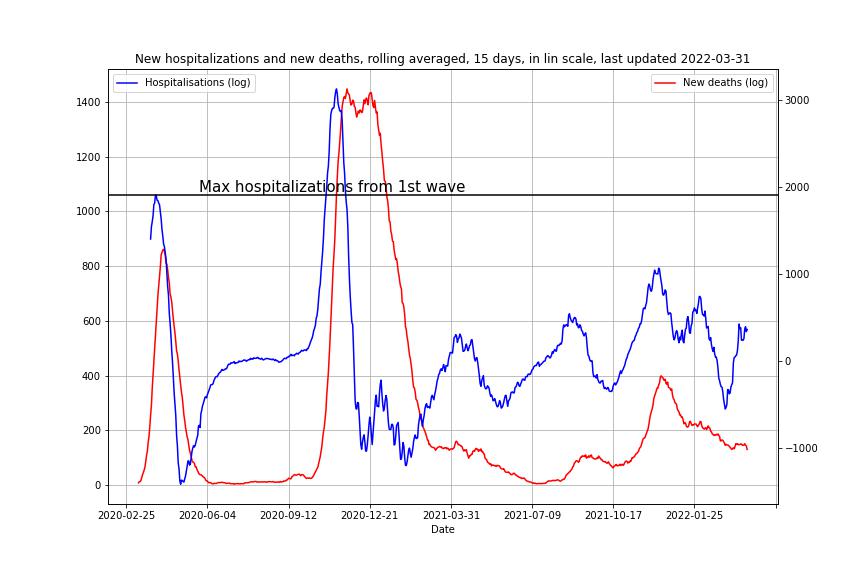 New hospitalizations and new deaths, rolling averaged, 15 days, in lin scale, last updated 2022-03-31
Hospitalisations (log)
New deaths (log)
1400
1200
1000
800
600
400
200
0
3000
2000
1000
0
−1000
Max hospitalizations from 1st wave
2020-02-25 2020-06-04 2020-09-12 2020-12-21 2021-03-31 2021-07-09 2021-10-17 2022-01-25
Date